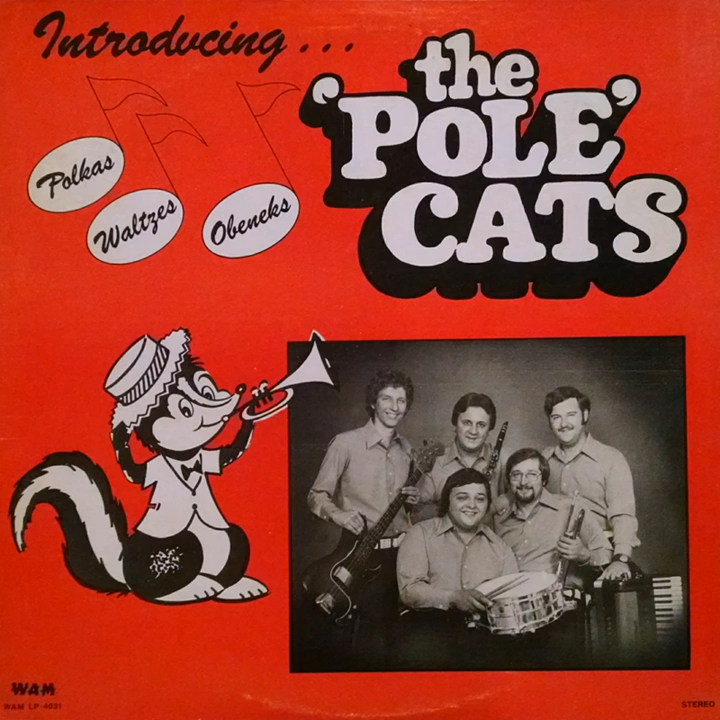 Introducing...
the
'POLE'
CATS
Polkas
Waltzes
Obeneks
WAM
WAM LP-4031
STEREO